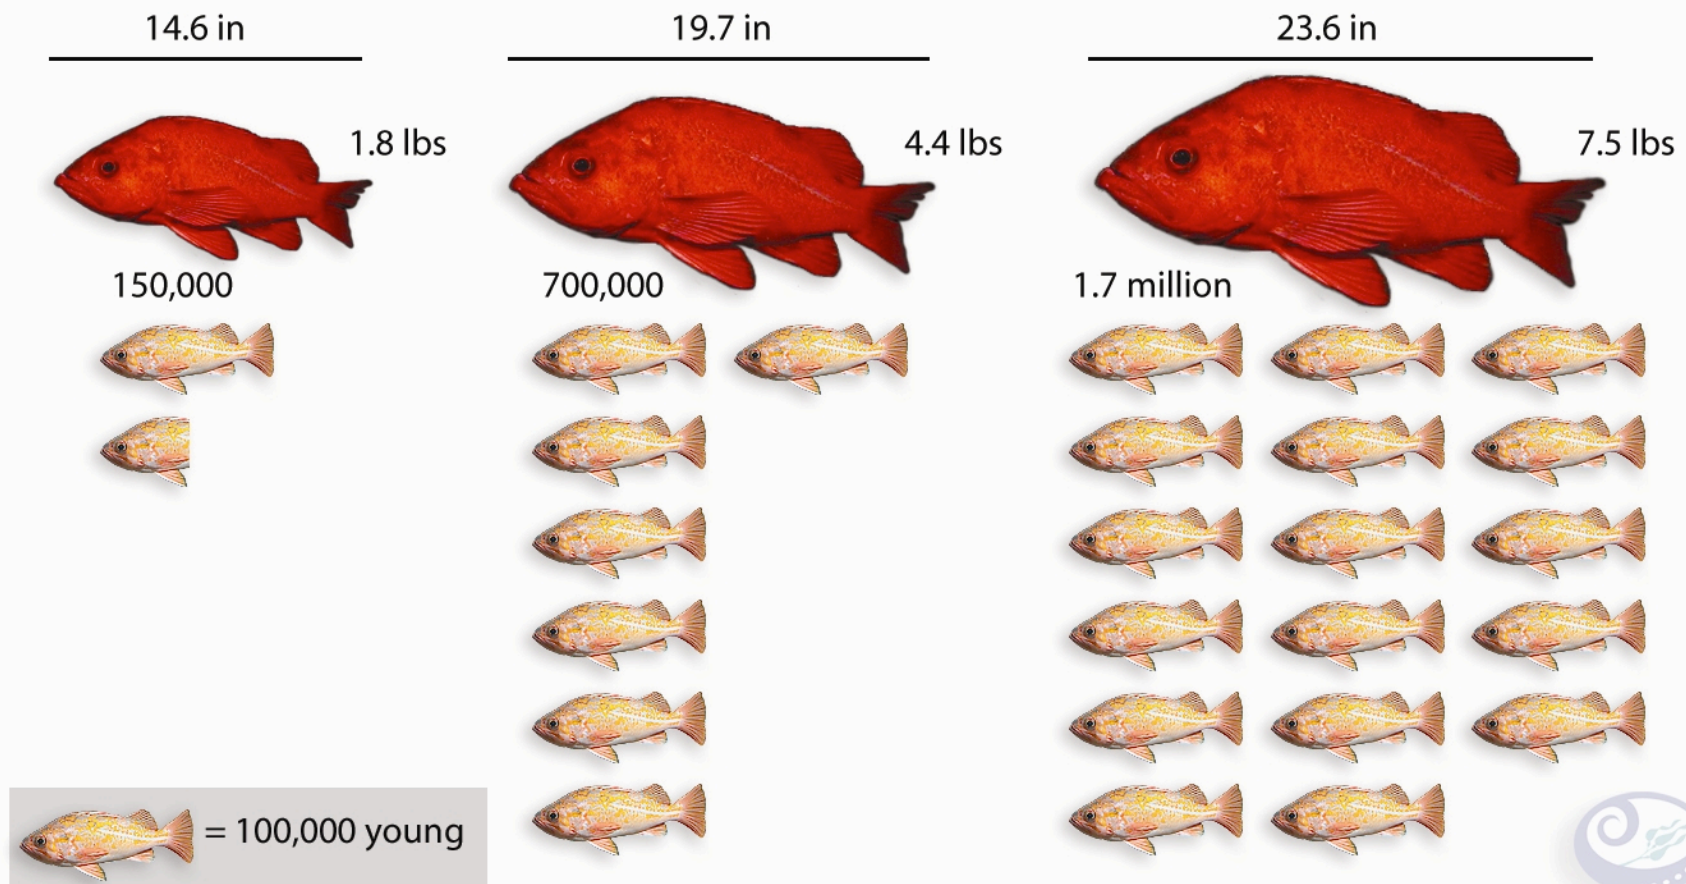 14.6 in
19.7 in
23.6 in
1.8 lbs
4.4 lbs
7.5 lbs
150,000
700,000
1.7 million
= 100,000 young